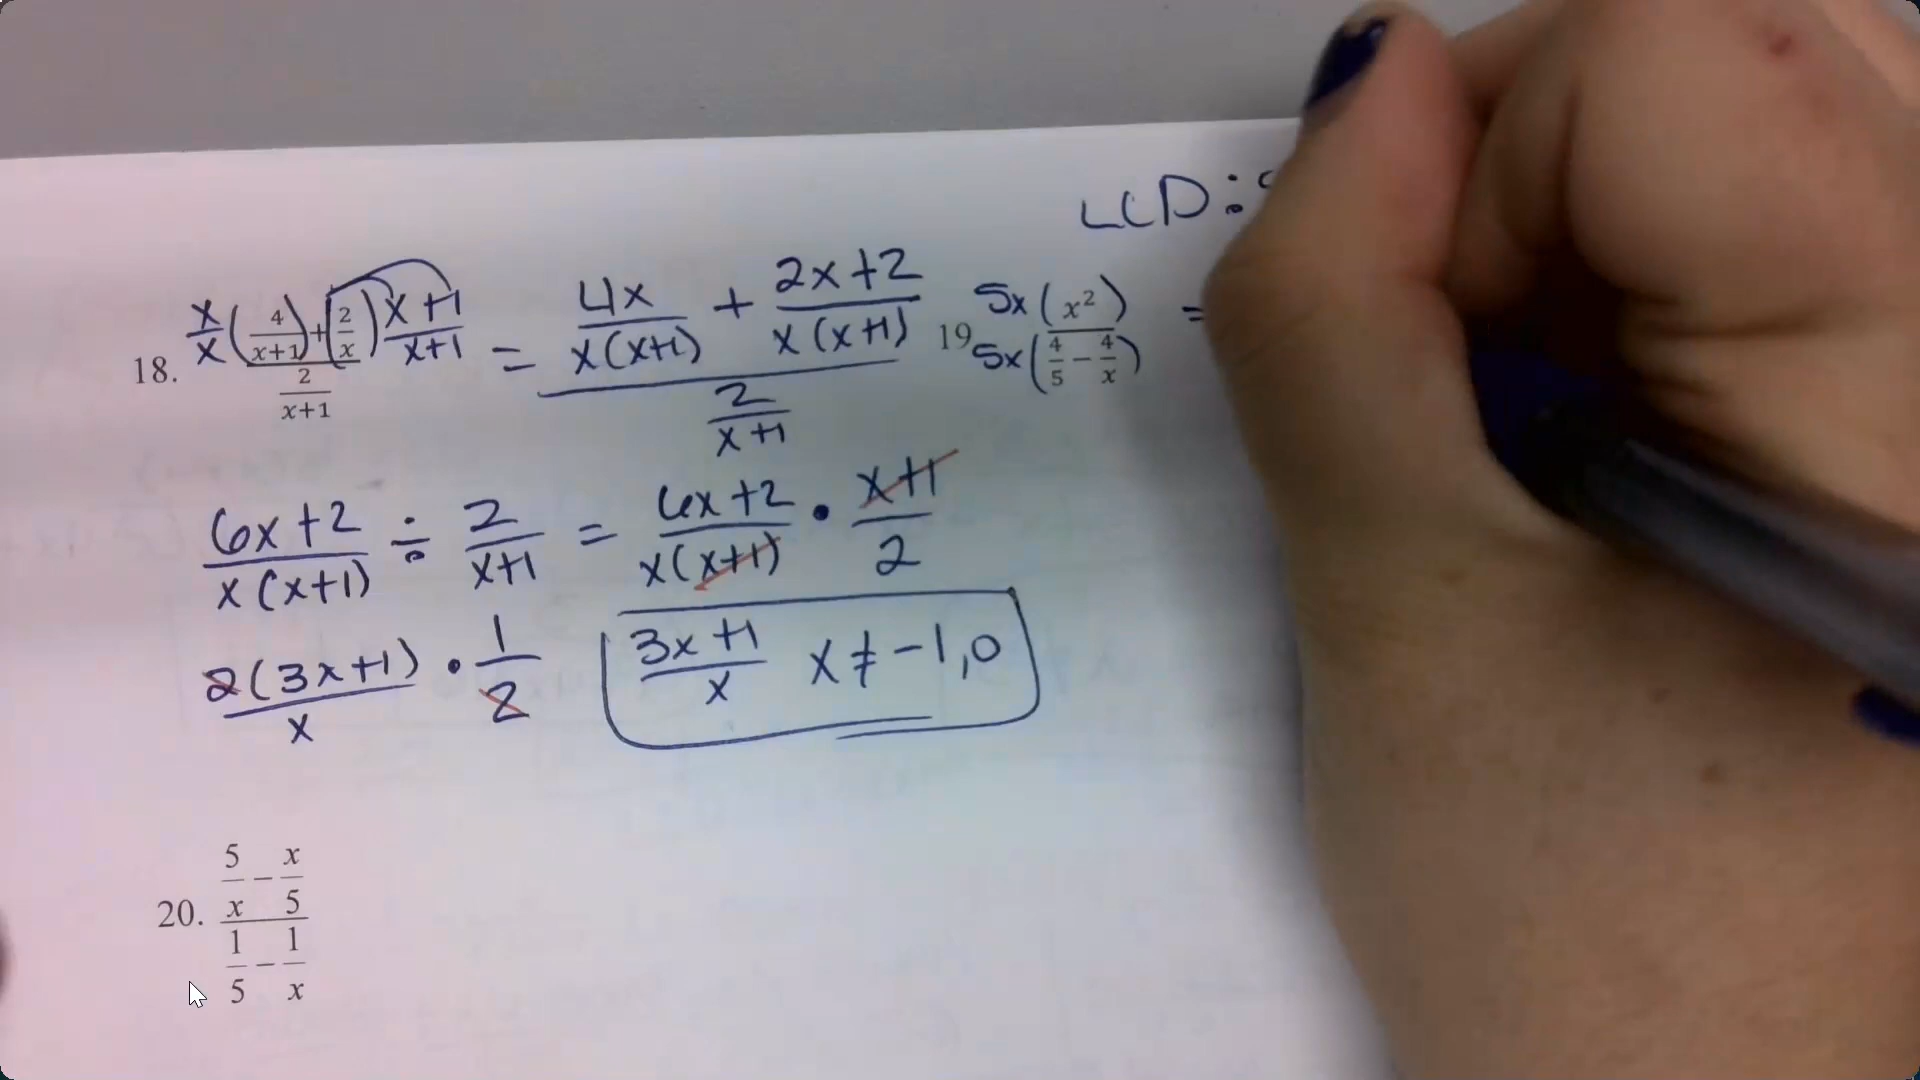 LCD:
18. x/x (4/(x+1)) + (2/x) (x+1)/(x+1) / 2/(x+1) = 4x/x(x+1) + 2x+2/x(x+1) / 2/x+1
19 5x(x²) / 5x(4/5 − 4/x) =
6x+2/x(x+1) ÷ 2/x+1 = 6x+2/x(x+1) • x+1/2
2(3x+1)/x • 1/2 3x+1/x x≠−1,0
20. 5/x − x/5 / 1/5 − 1/x